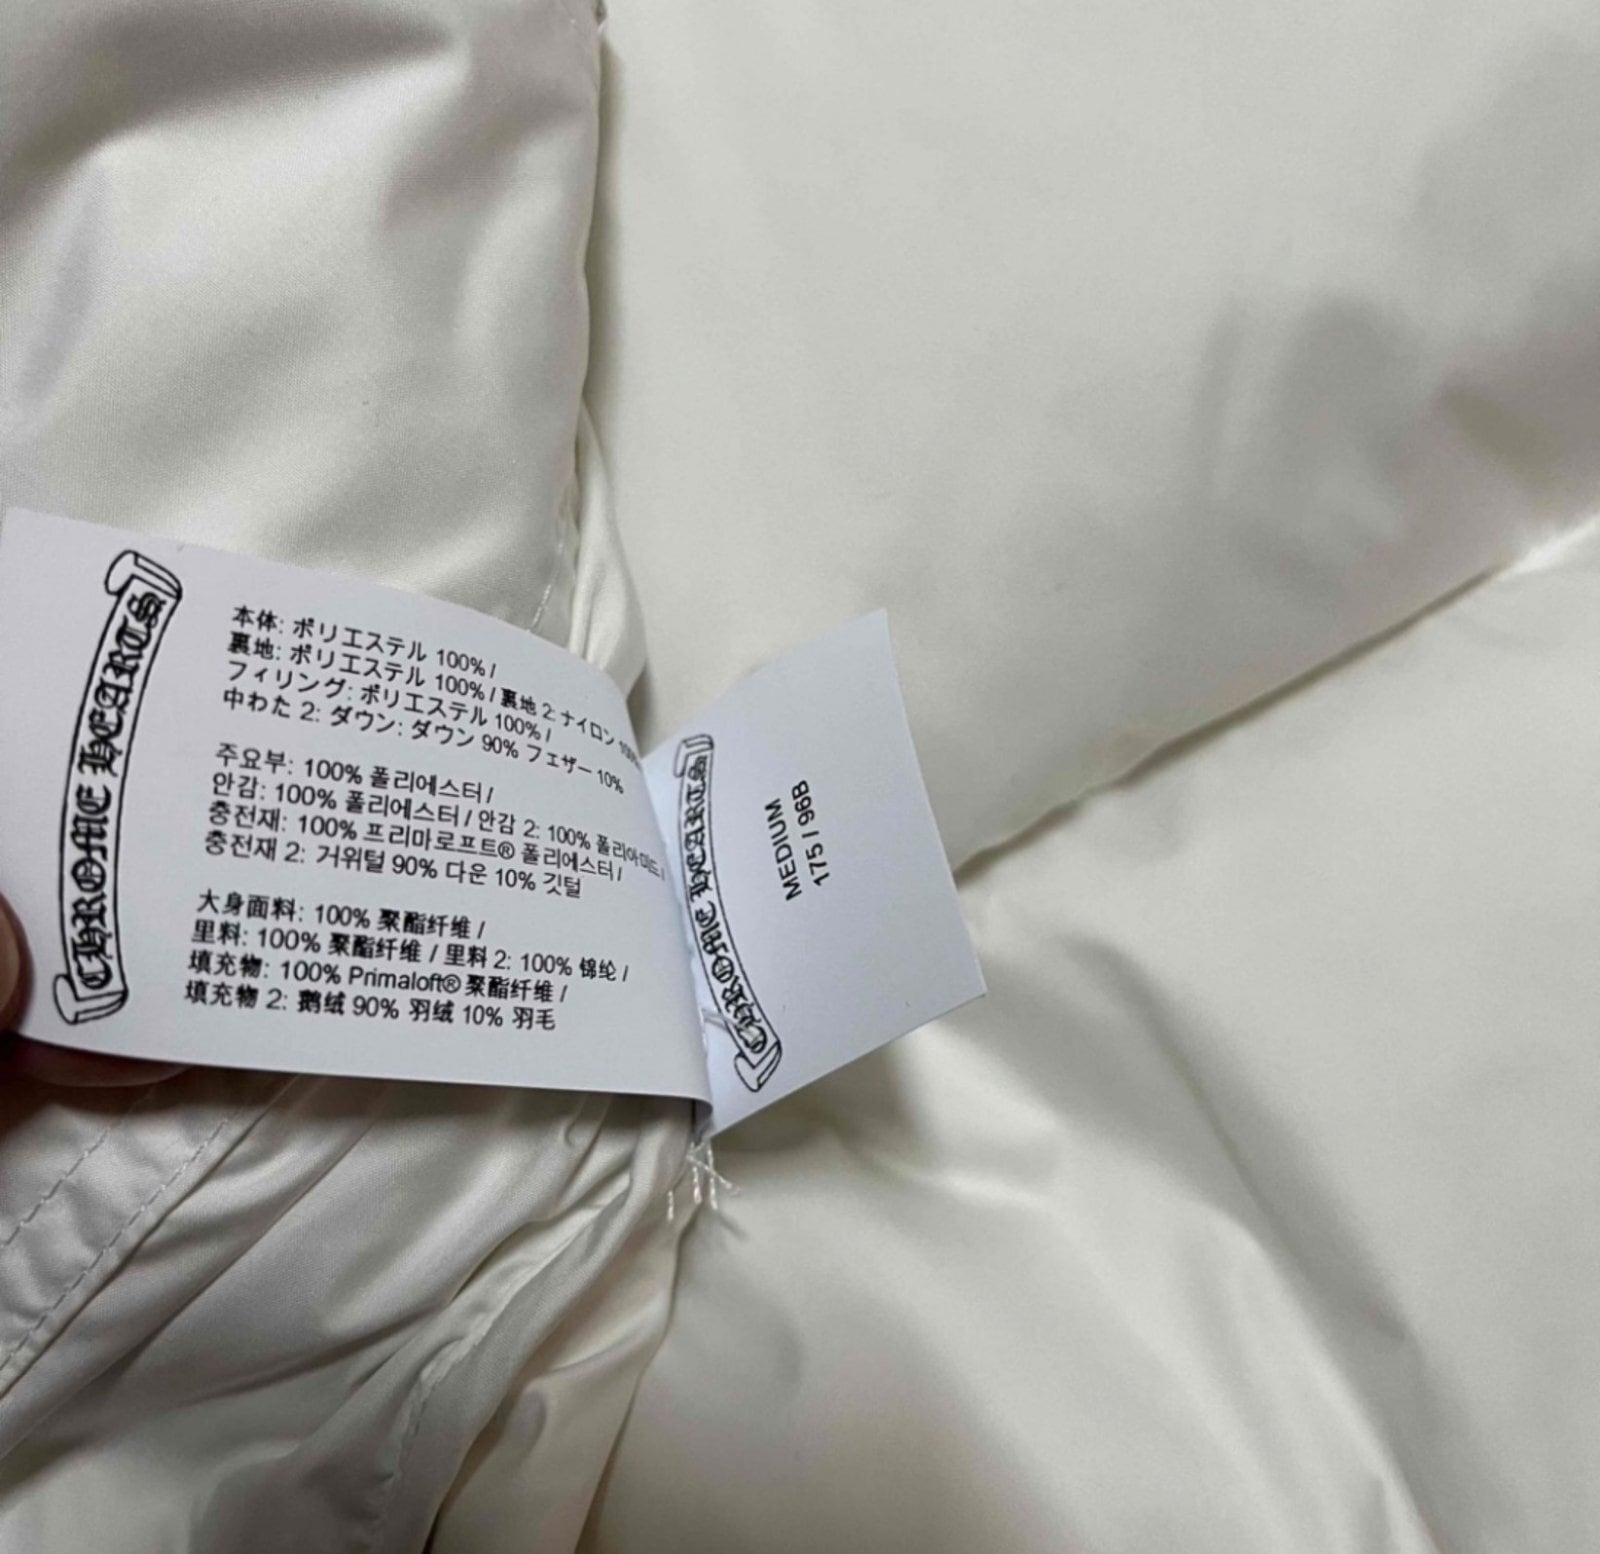 CHROME HEARTS
本体: ポリエステル 100% /
裏地: ポリエステル 100% / 裏地 2: ナイロン
フィリング: ポリエステル 100% /
中わた 2: ダウン: ダウン 90% フェザー 10%
주요부: 100% 폴리에스터 /
안감: 100% 폴리에스터 / 안감 2: 100% 폴리아미드 /
충전재: 100% 프리마로프트® 폴리에스터 /
충전재 2: 거위털 90% 다운 10% 깃털
大身面料: 100% 聚酯纤维 /
里料: 100% 聚酯纤维 / 里料 2: 100% 锦纶 /
填充物: 100% Primaloft® 聚酯纤维 /
填充物 2: 鹅绒 90% 羽绒 10% 羽毛
CHROME HEARTS
MEDIUM
175 / 96B